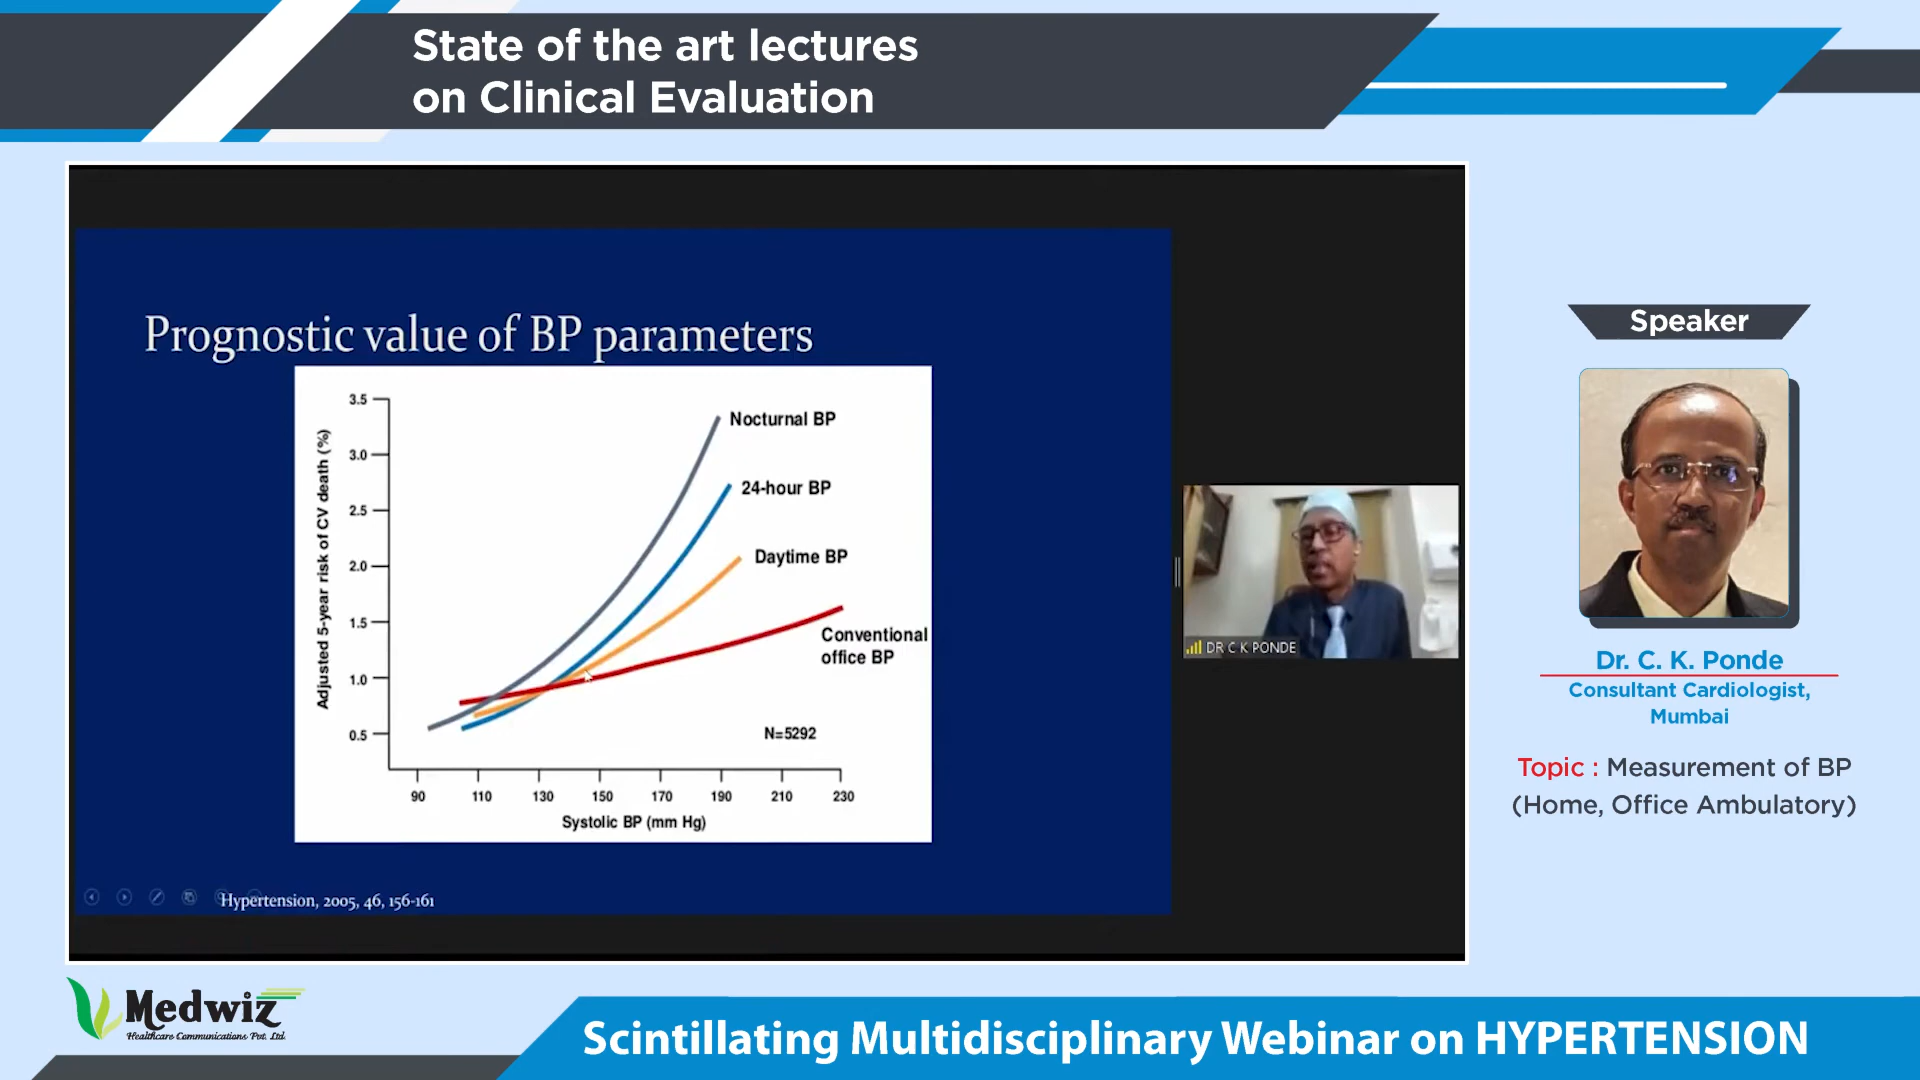 State of the art lectures
on Clinical Evaluation
Prognostic value of BP parameters
Adjusted 5-year risk of CV death (%)
3.5
3.0
2.5
2.0
1.5
1.0
0.5
Nocturnal BP
24-hour BP
Daytime BP
Conventional
office BP
N=5292
90 110 130 150 170 190 210 230
Systolic BP (mm Hg)
Hypertension, 2005, 46, 156-161
DR C K PONDE
Speaker
Dr. C. K. Ponde
Consultant Cardiologist,
Mumbai
Topic : Measurement of BP
(Home, Office Ambulatory)
Medwiz
Healthcare Communications Pvt. Ltd.
Scintillating Multidisciplinary Webinar on HYPERTENSION